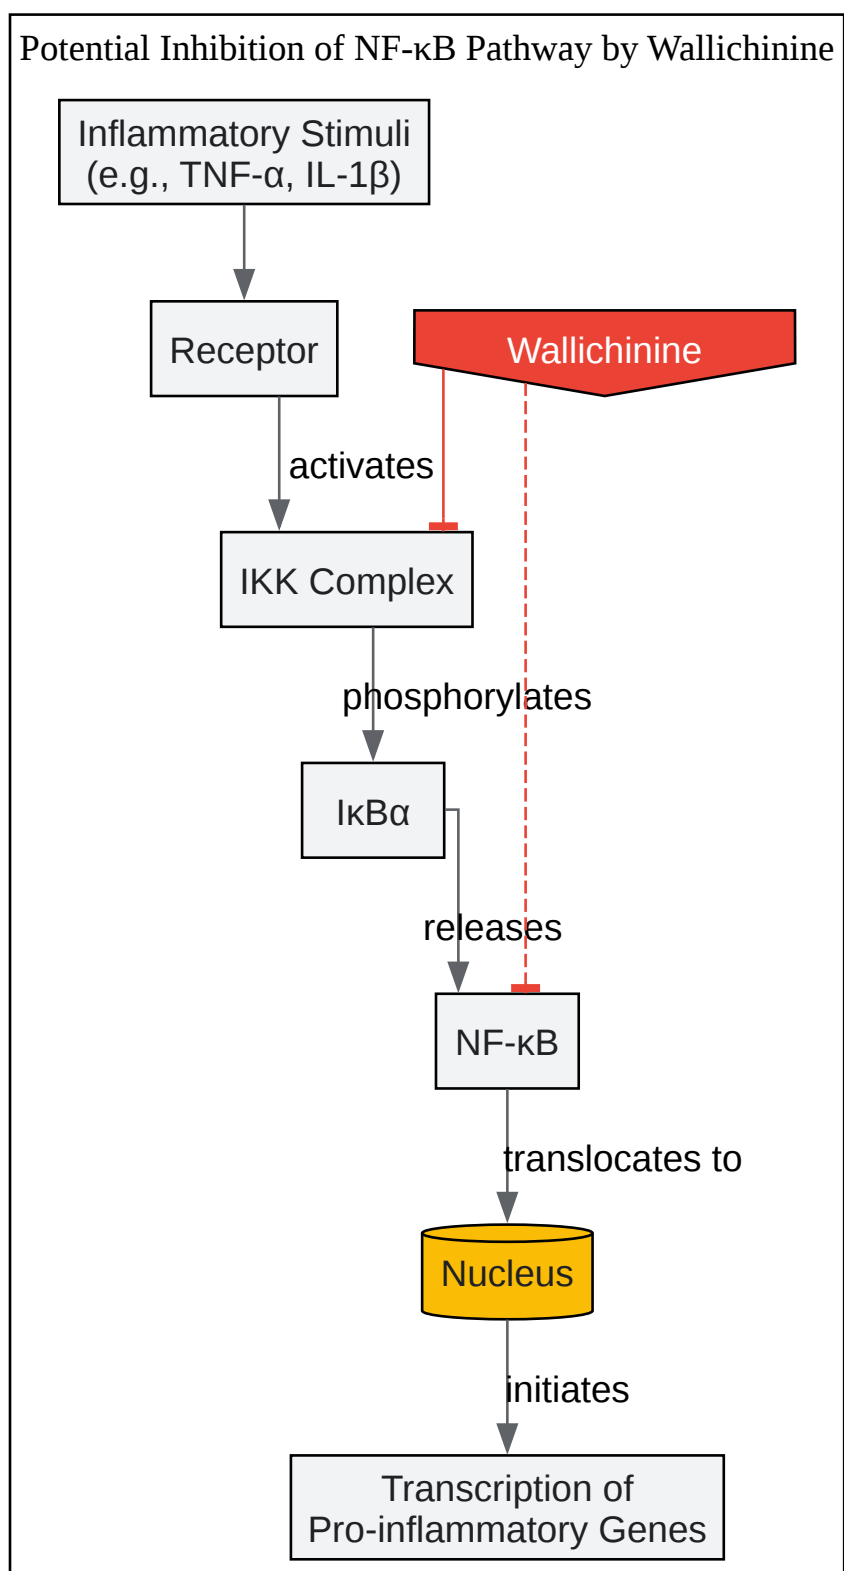 Potential Inhibition of NF-κB Pathway by Wallichinine
Inflammatory Stimuli
(e.g., TNF-α, IL-1β)
Receptor
Wallichinine
activates
IKK Complex
phosphorylates
IκBα
releases
NF-κB
translocates to
Nucleus
initiates
Transcription of
Pro-inflammatory Genes